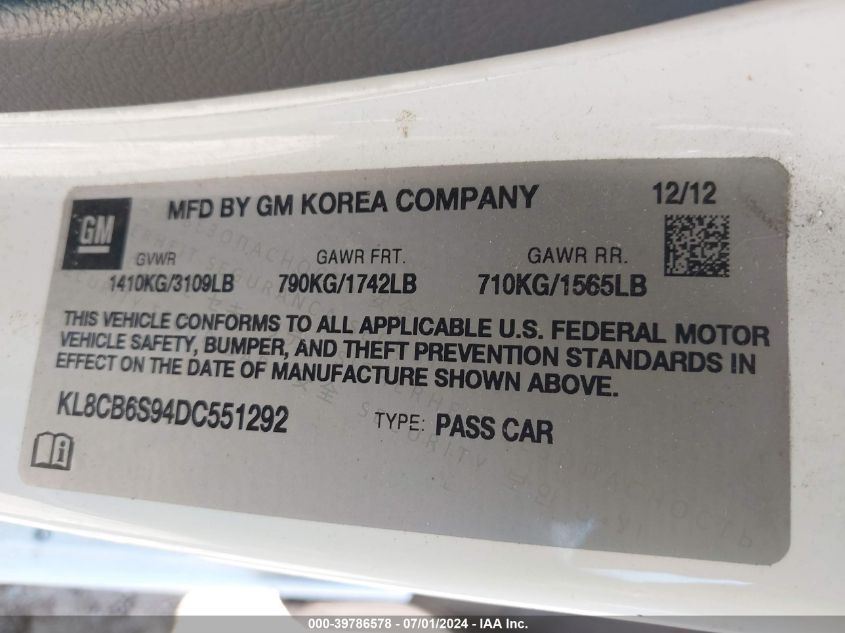 MFD BY GM KOREA COMPANY
12/12
GM
GVWR
GAWR FRT.
GAWR RR.
1410KG/3109LB
790KG/1742LB
710KG/1565LB
THIS VEHICLE CONFORMS TO ALL APPLICABLE U.S. FEDERAL MOTOR
VEHICLE SAFETY, BUMPER, AND THEFT PREVENTION STANDARDS IN
EFFECT ON THE DATE OF MANUFACTURE SHOWN ABOVE.
KL8CB6S94DC551292
TYPE: PASS CAR
000-39786578 - 07/01/2024 - IAA Inc.